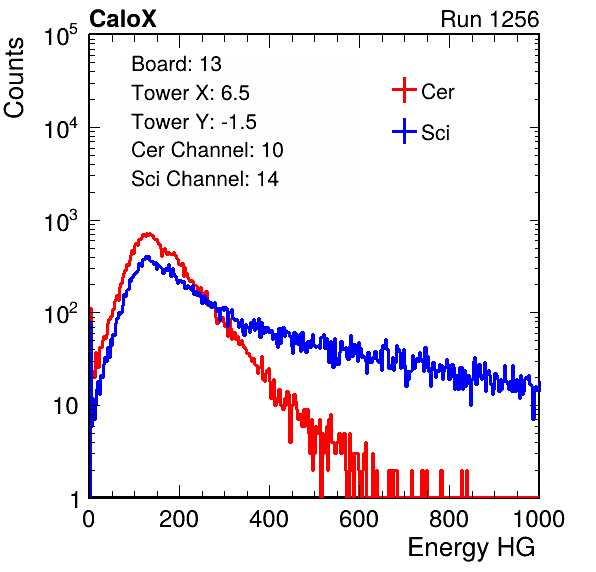 CaloX Run 1256
Counts
Board: 13
Tower X: 6.5
Tower Y: -1.5
Cer Channel: 10
Sci Channel: 14
Cer
Sci
10^5
10^4
10^3
10^2
10
1
0 200 400 600 800 1000
Energy HG